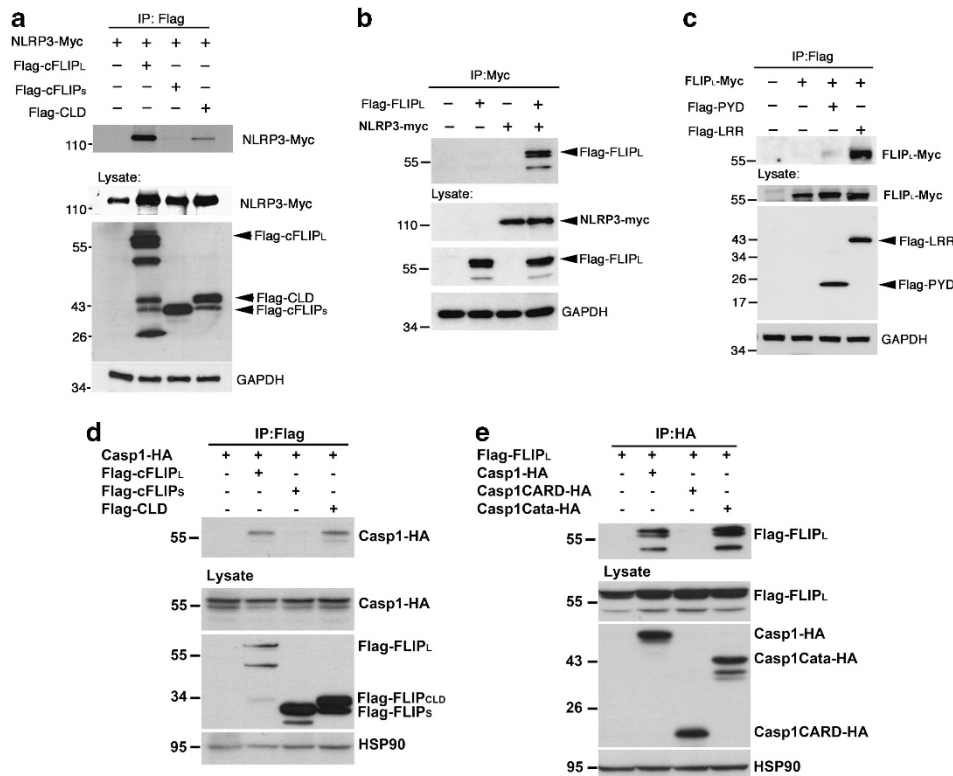 a
IP: Flag
NLRP3-Myc + + + +
Flag-cFLIPL – + – –
Flag-cFLIPs – – + –
Flag-CLD – – – +
110- NLRP3-Myc
Lysate:
110- NLRP3-Myc
Flag-cFLIPL
55-
Flag-CLD
43- Flag-cFLIPs
26-
34- GAPDH
b
IP:Myc
Flag-FLIPL – + – +
NLRP3-myc – – + +
Flag-FLIPL
55
Lysate:
110 NLRP3-myc
Flag-FLIPL
55
GAPDH
34
c
IP:Flag
FLIPL-Myc – + + +
Flag-PYD – – + –
Flag-LRR – – – +
55 FLIPL-Myc
Lysate:
55 FLIPL-Myc
43 Flag-LRR
26 Flag-PYD
17
GAPDH
34
d
IP:Flag
Casp1-HA + + + +
Flag-cFLIPL – + – –
Flag-cFLIPs – – + –
Flag-CLD – – – +
55 Casp1-HA
Lysate
55 Casp1-HA
Flag-FLIPL
55
34 Flag-FLIPCLD
Flag-FLIPs
95 HSP90
e
IP:HA
Flag-FLIPL + + + +
Casp1-HA – + – –
Casp1CARD-HA – – + –
Casp1Cata-HA – – – +
55 Flag-FLIPL
Lysate
Flag-FLIPL
55
Casp1-HA
43 Casp1Cata-HA
26
Casp1CARD-HA
95 HSP90